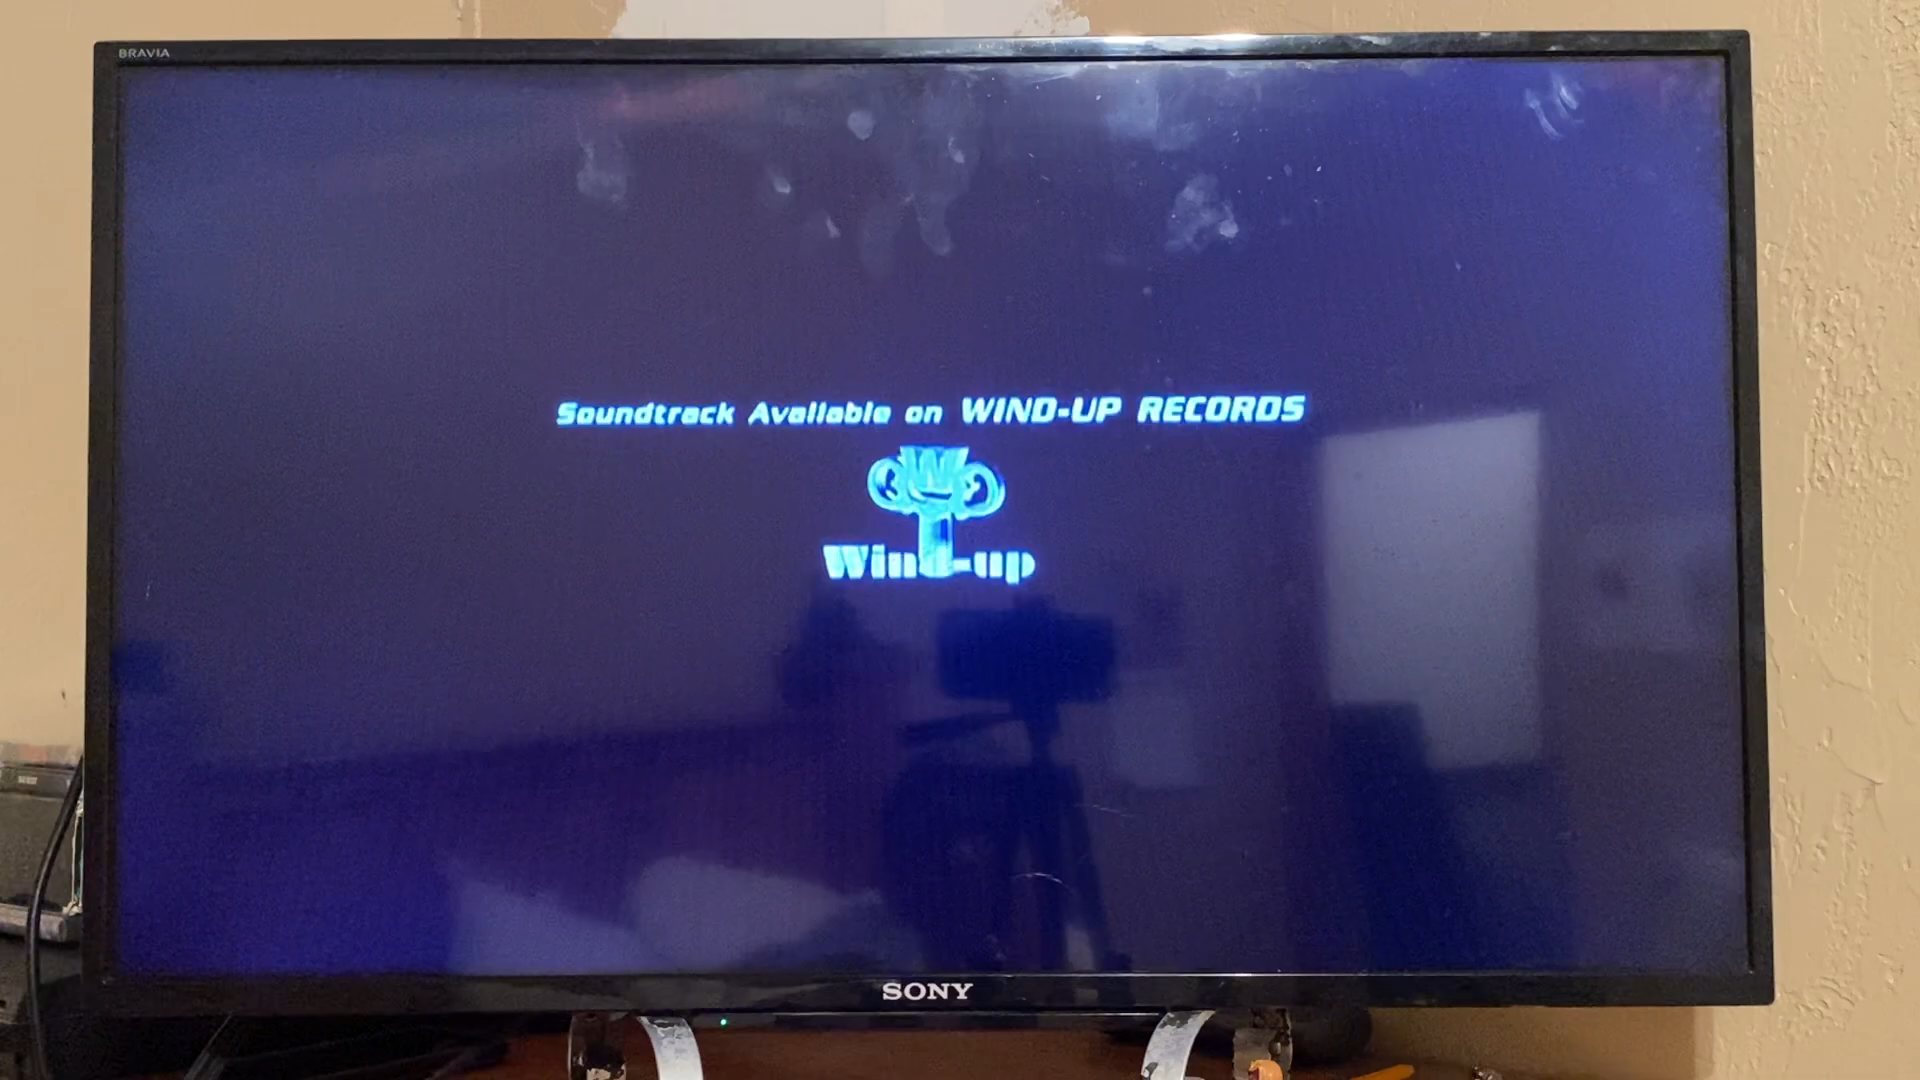 BRAVIA
Soundtrack Available on WIND-UP RECORDS
W
Wind-up
SONY